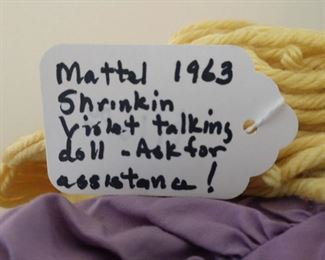 Mattel 1963
Shrinkin
Violet talking
doll - Ask for
assistance!